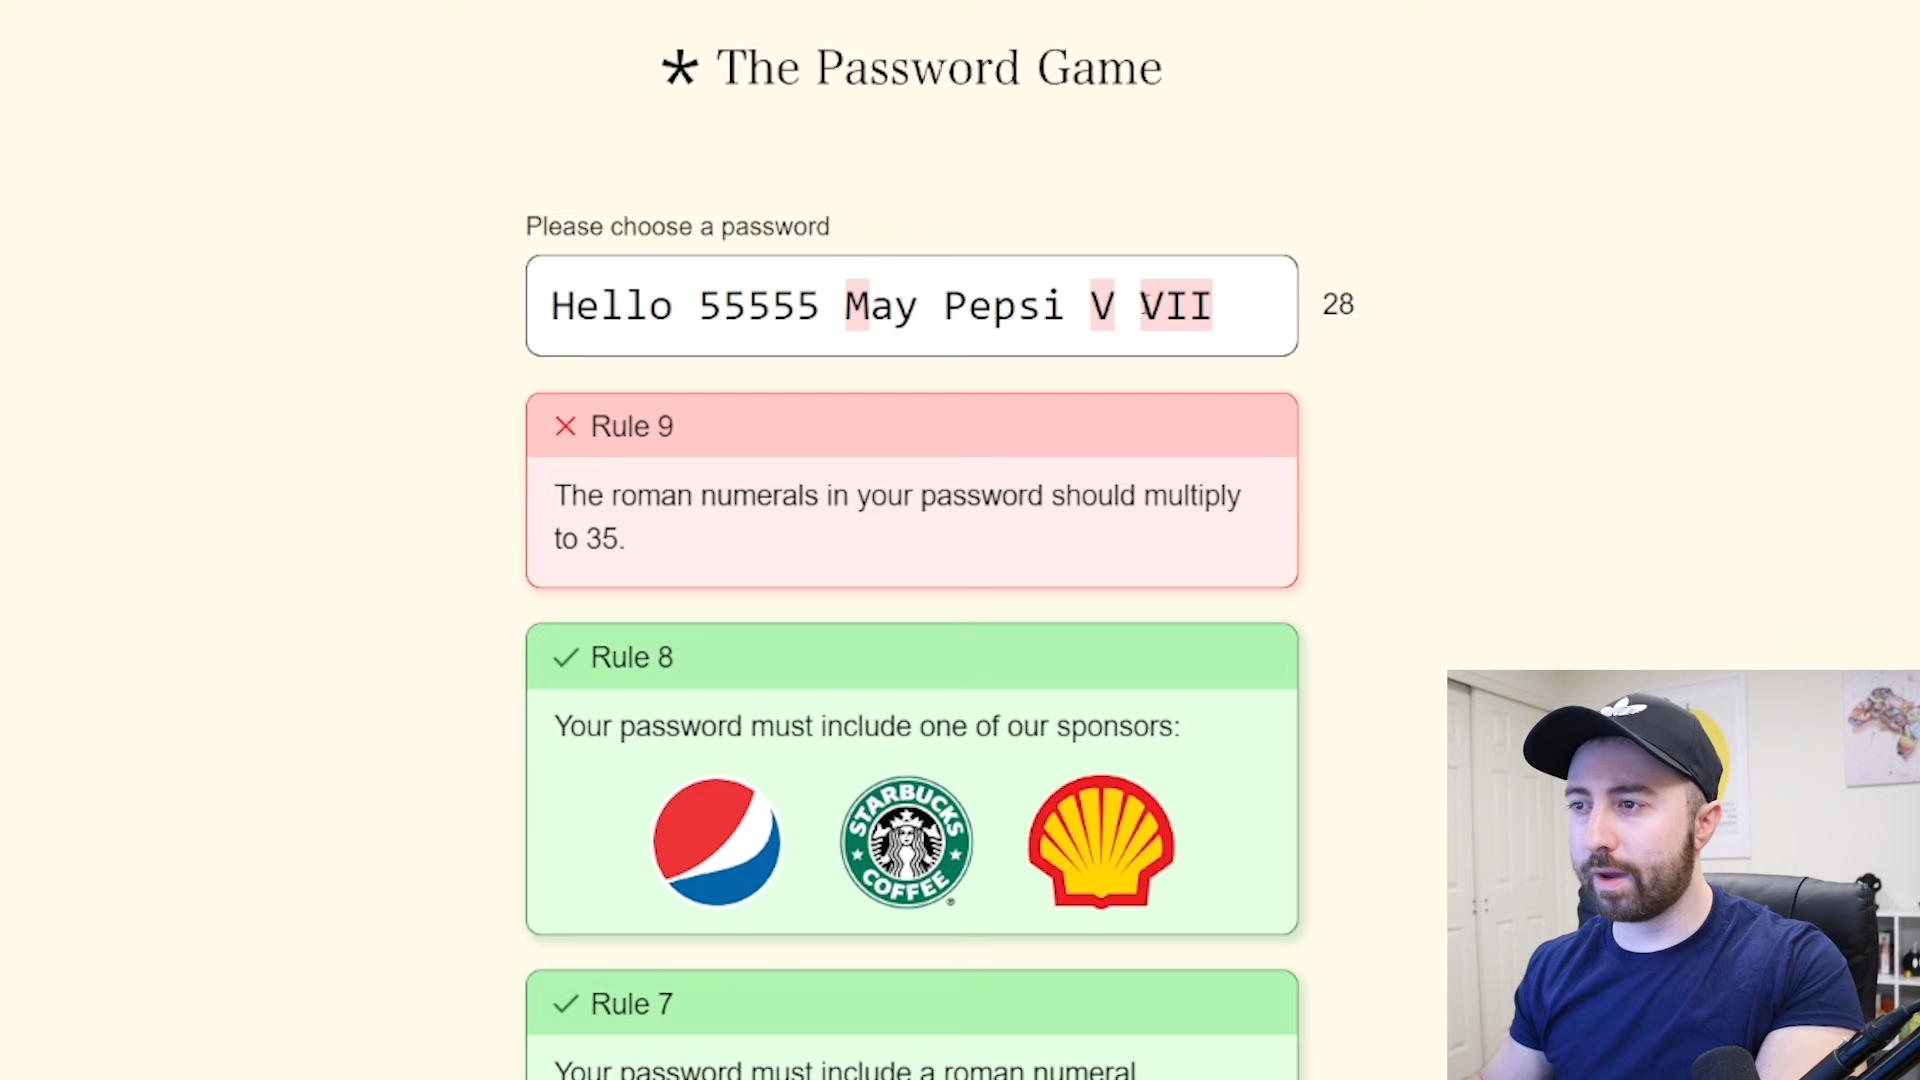 * The Password Game
Please choose a password
Hello 55555 May Pepsi V VII
28
Rule 9
The roman numerals in your password should multiply
to 35.
Rule 8
Your password must include one of our sponsors:
STARBUCKS
COFFEE
®
Rule 7
Your password must include a roman numeral